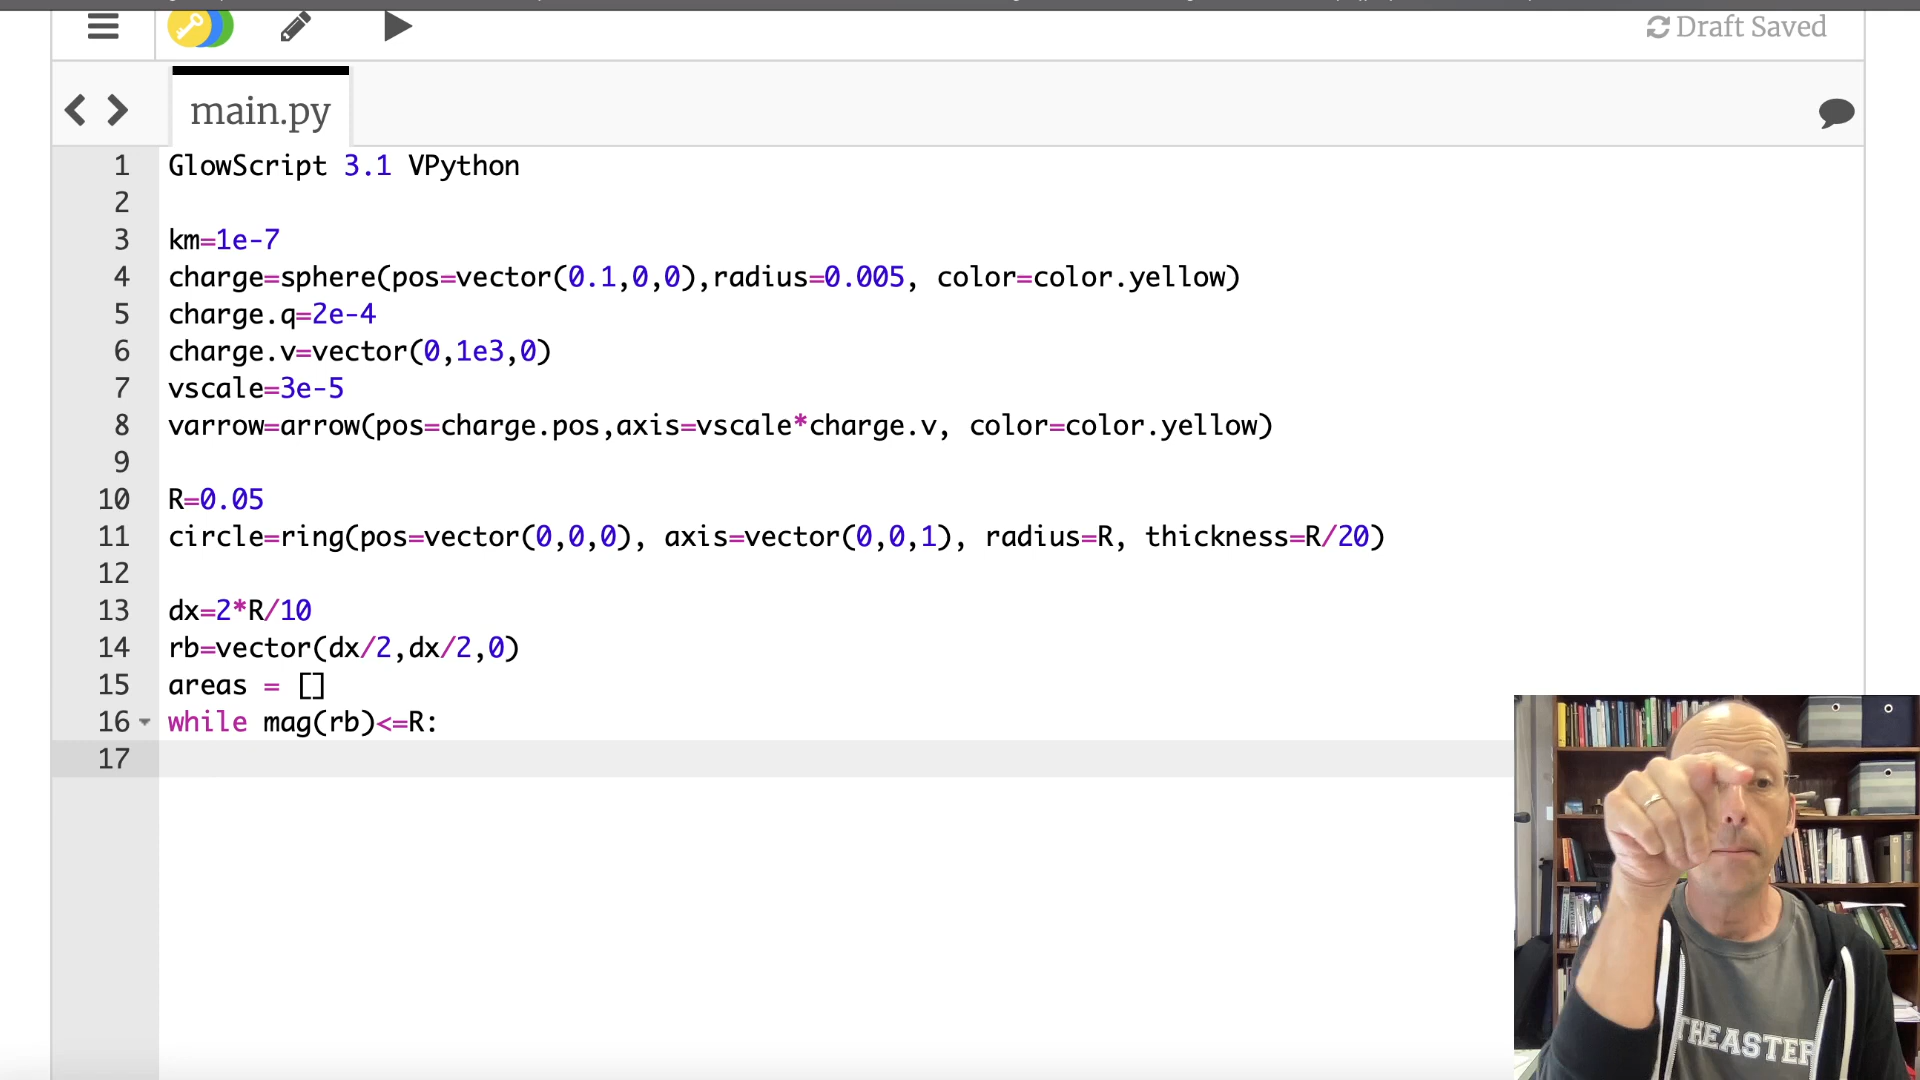 Draft Saved
main.py
1 GlowScript 3.1 VPython
2
3 km=1e-7
4 charge=sphere(pos=vector(0.1,0,0),radius=0.005, color=color.yellow)
5 charge.q=2e-4
6 charge.v=vector(0,1e3,0)
7 vscale=3e-5
8 varrow=arrow(pos=charge.pos,axis=vscale*charge.v, color=color.yellow)
9
10 R=0.05
11 circle=ring(pos=vector(0,0,0), axis=vector(0,0,1), radius=R, thickness=R/20)
12
13 dx=2*R/10
14 rb=vector(dx/2,dx/2,0)
15 areas = []
16 while mag(rb)<=R:
17
THEASTER